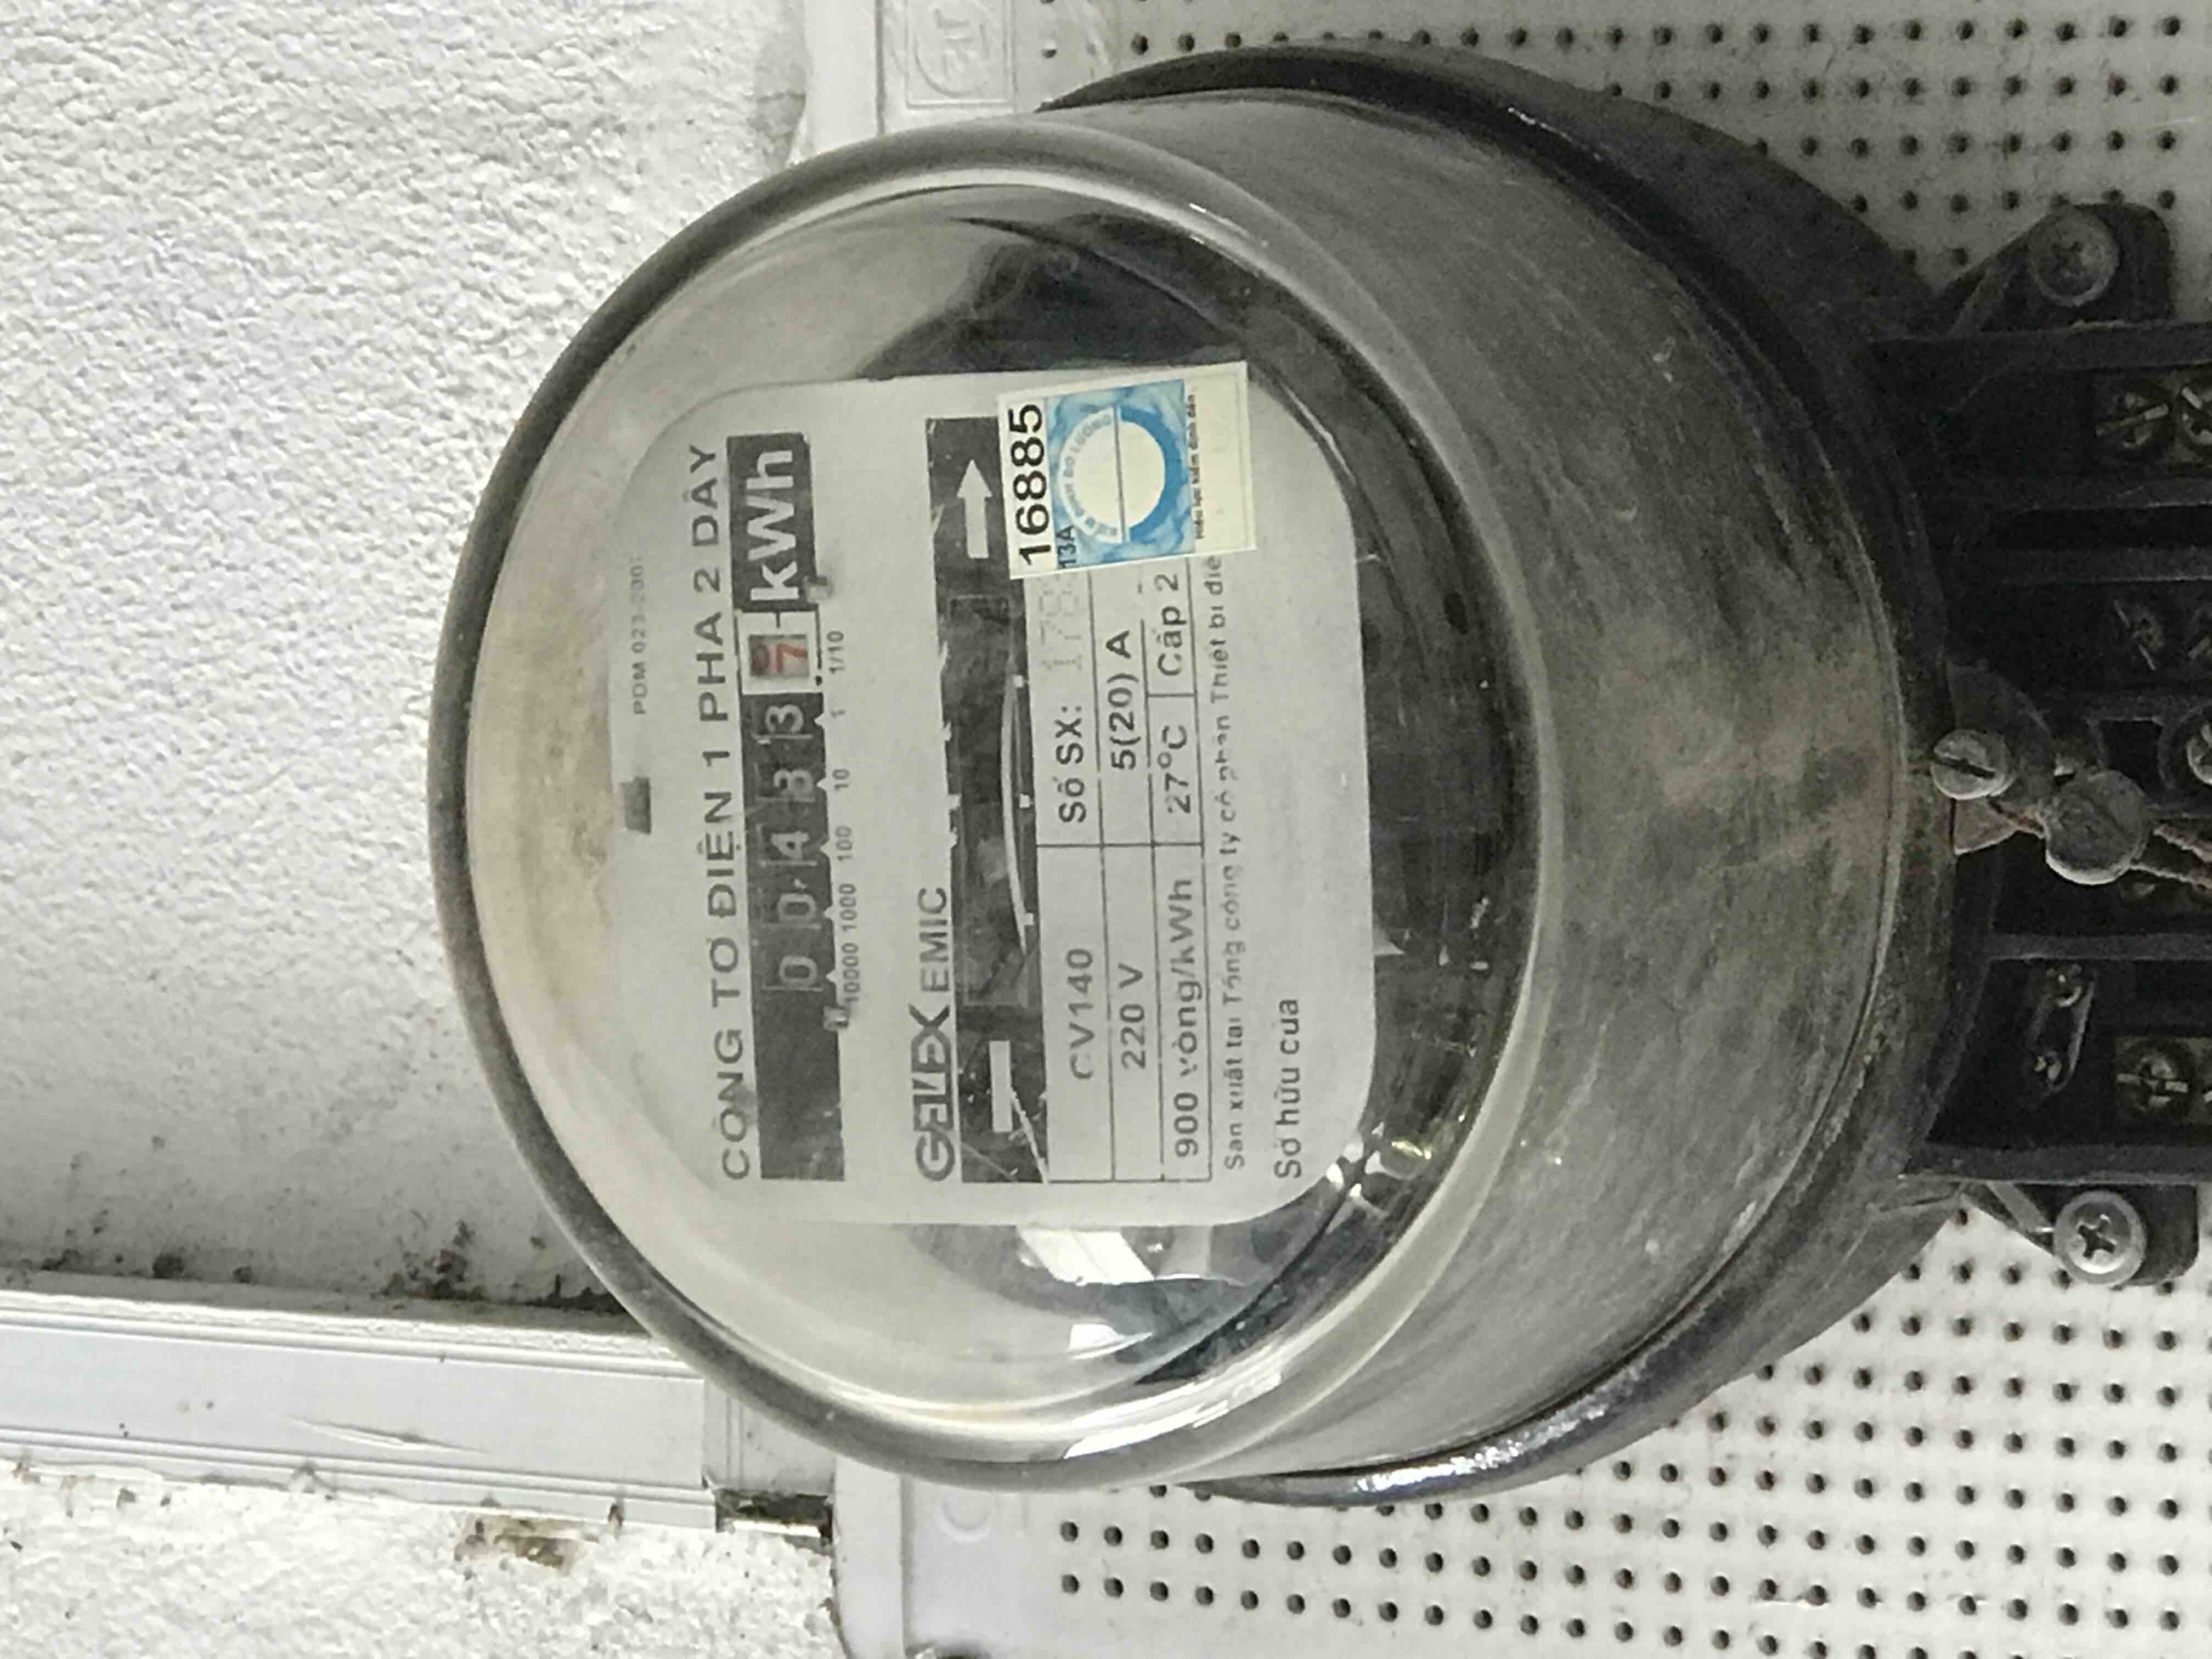 PDM 023-200
CÔNG TƠ ĐIỆN 1 PHA 2 DÂY
0 0 4 3 3 7 kWh
10000 1000 100 10 1 1/10
GELEX EMIC
16885
13A
CV140 Số SX:
220 V 5(20) A
900 vòng/kWh 27°C Cấp 2
Sản xuất tại Tổng công ty cổ phần Thiết bị điệ
Sở hữu của